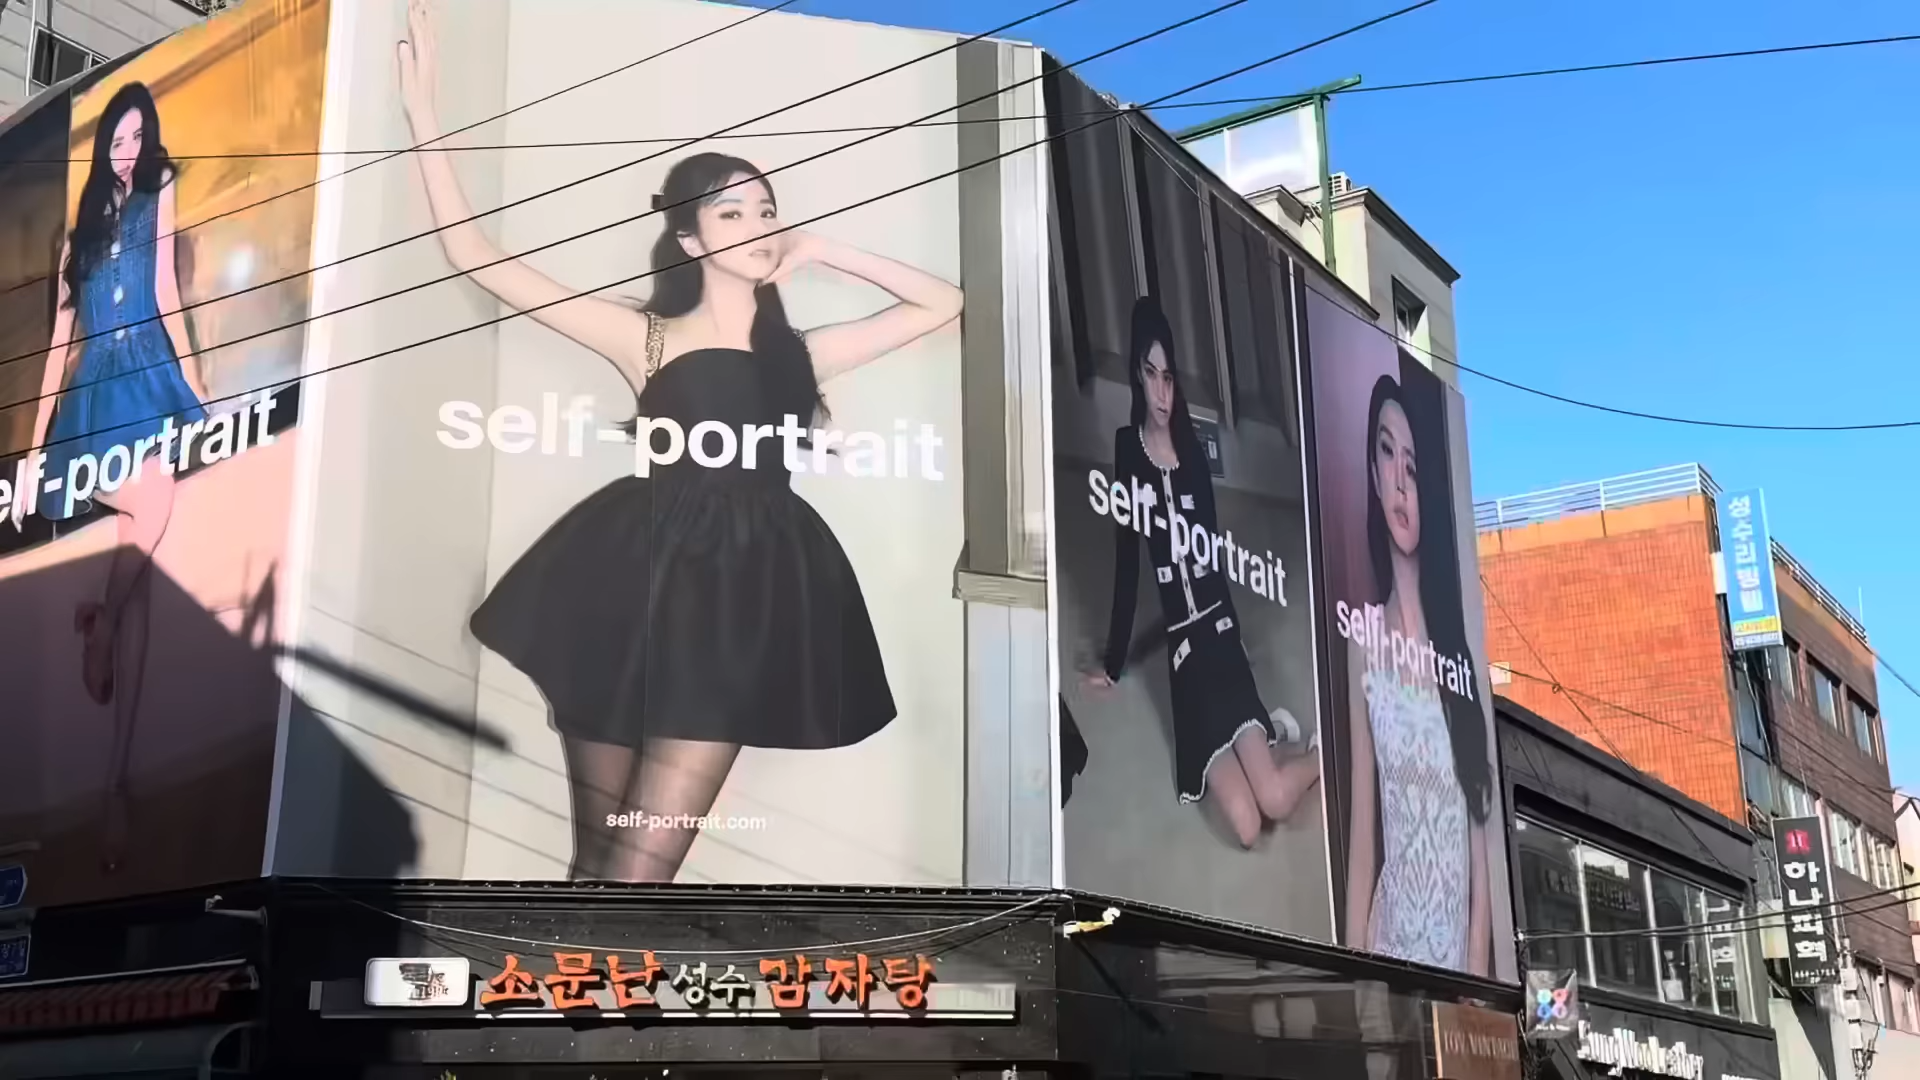 self-portrait
self-portrait
self-portrait
self-portrait
self-portrait.com
소문난 성수 감자탕
성수리빙텔
하나피혁
SungWooLeather